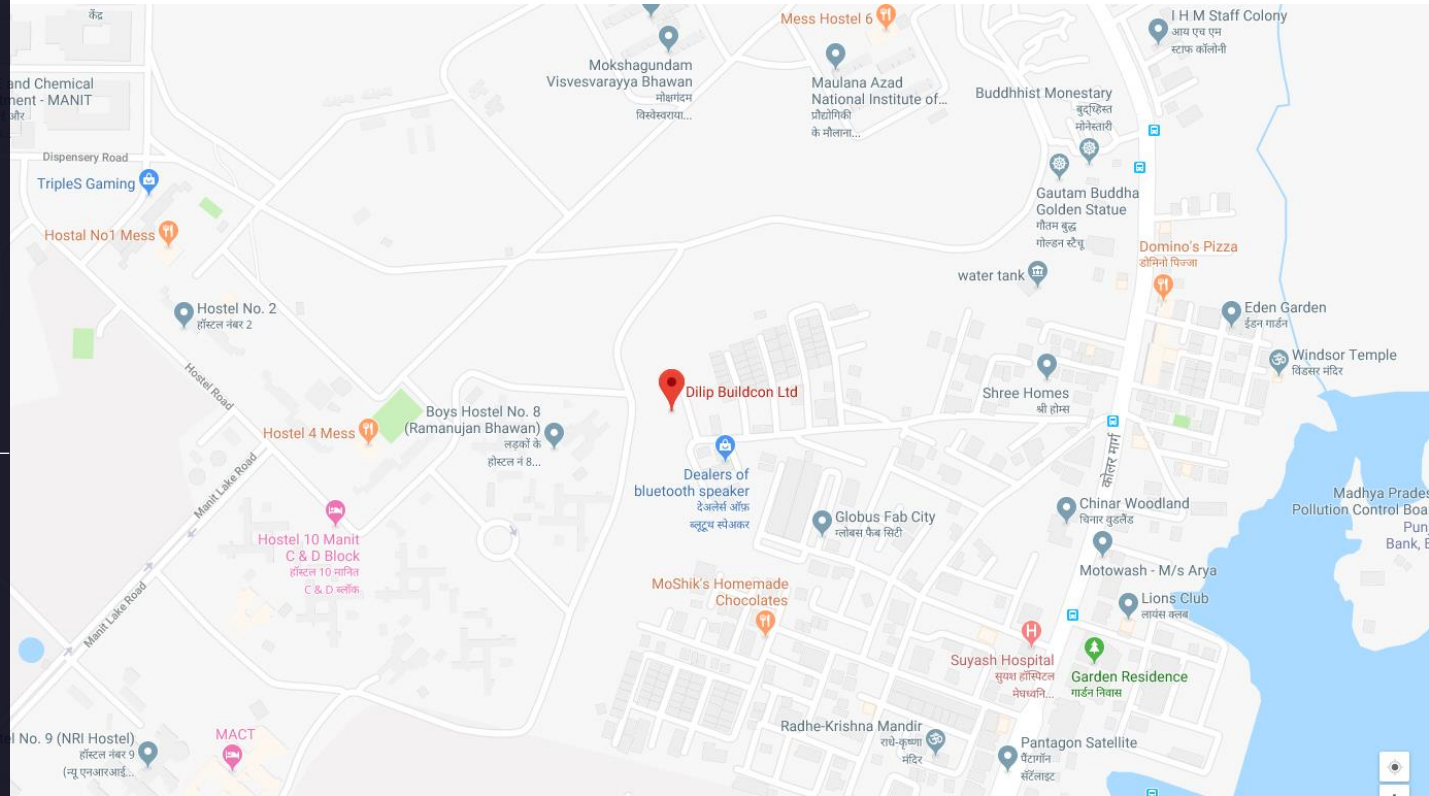 केंद्र
and Chemical
ment - MANIT
और
Dispensery Road
TripleS Gaming
Hostal No1 Mess
Hostel No. 2
हॉस्टल नंबर 2
Hostel Road
Hostel 4 Mess
Manit Lake Road
Manit Lake Road
Hostel 10 Manit
C & D Block
हॉस्टल 10 मानित
C & D ब्लॉक
el No. 9 (NRI Hostel)
हॉस्टल नंबर 9
(न्यू एनआरआई...
MACT
Mokshagundam
Visvesvarayya Bhawan
मोक्षगंदम
विस्वेस्वराया...
Mess Hostel 6
Maulana Azad
National Institute of...
प्रौद्योगिकी
के मौलाना...
Boys Hostel No. 8
(Ramanujan Bhawan)
लड़कों के
होस्टल नं 8...
Dilip Buildcon Ltd
Dealers of
bluetooth speaker
देअलेर्स ऑफ़
ब्लूटूथ स्पेअकर
Globus Fab City
ग्लोबस फैब सिटी
MoShik's Homemade
Chocolates
Radhe-Krishna Mandir
राधे-कृष्णा
मंदिर
I H M Staff Colony
आय एच एम
स्टाफ कॉलोनी
Buddhhist Monestary
बुद्धिस्त
मोनेस्तारी
Gautam Buddha
Golden Statue
गौतम बुद्ध
गोल्डन स्टैचू
water tank
Domino's Pizza
डोमिनो पिज्जा
Eden Garden
ईडन गार्डन
Windsor Temple
विंडसर मंदिर
Shree Homes
श्री होम्स
कोलर मार्ग
Chinar Woodland
चिनार वुडलैंड
Motowash - M/s Arya
Lions Club
लायंस क्लब
Suyash Hospital
सुयश हॉस्पिटल
मेघध्वनि...
Garden Residence
गार्डन निवास
Pantagon Satellite
पैंटागॉन
सॅटॅलाइट
Madhya Prades
Pollution Control Boa
Pun
Bank, B